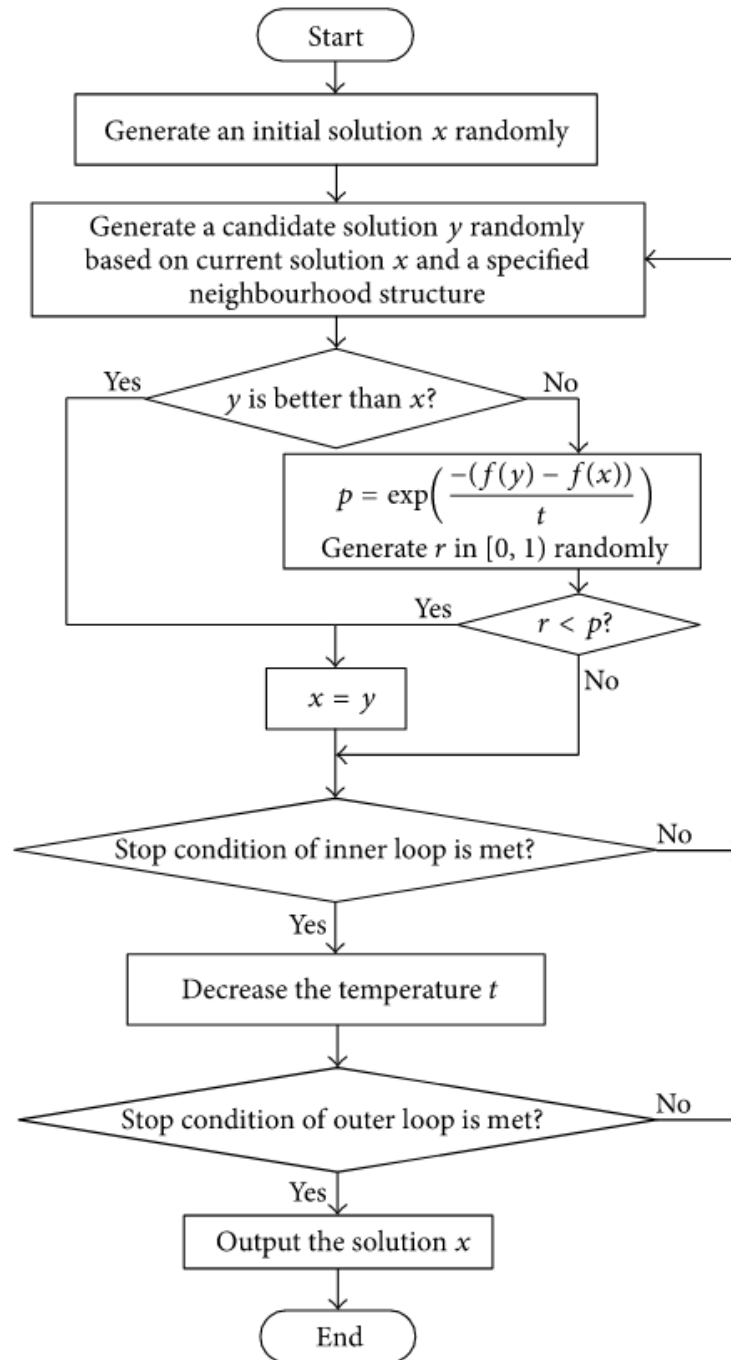 Start
Generate an initial solution x randomly
Generate a candidate solution y randomly
based on current solution x and a specified
neighbourhood structure
Yes
No
y is better than x?
p = exp(−(f(y) − f(x)) / t)
Generate r in [0, 1) randomly
Yes
r < p?
No
x = y
No
Stop condition of inner loop is met?
Yes
Decrease the temperature t
No
Stop condition of outer loop is met?
Yes
Output the solution x
End